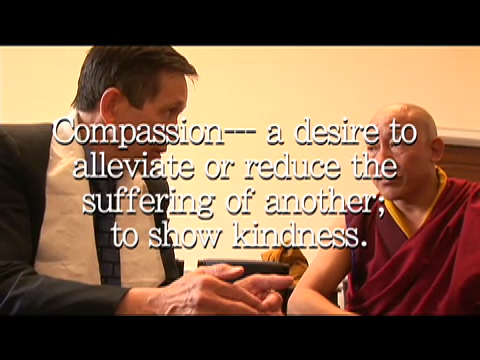 Compassion--- a desire to
alleviate or reduce the
suffering of another;
to show kindness.